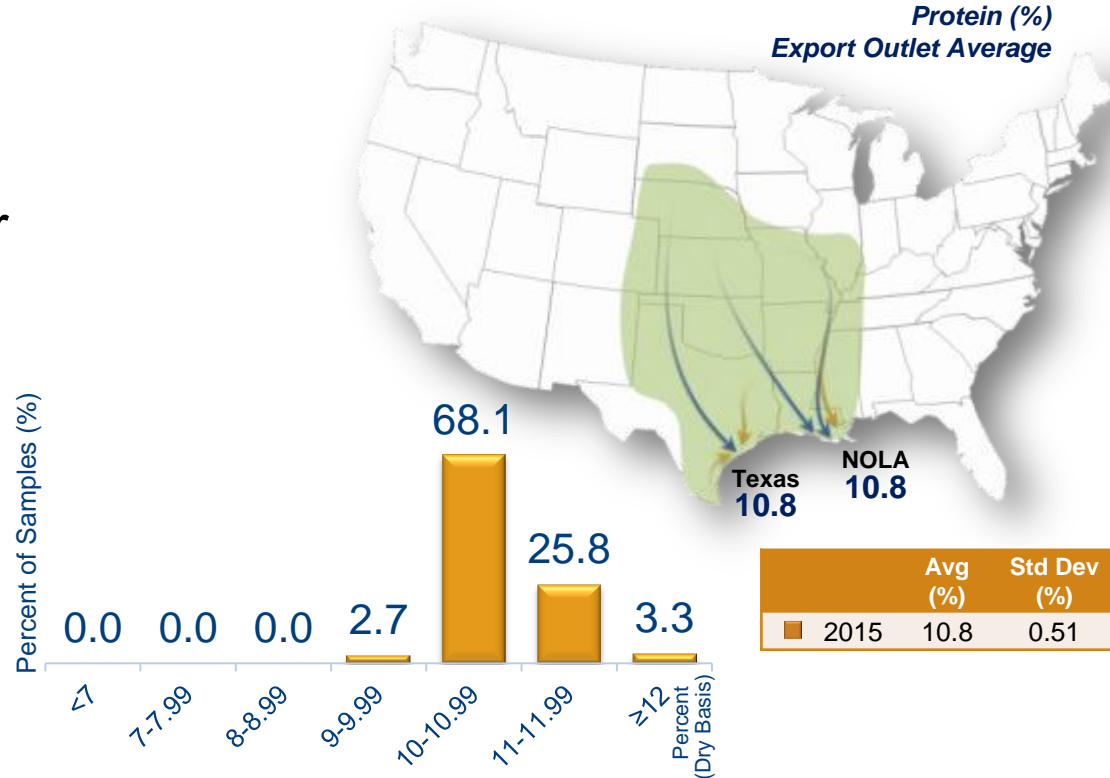 Protein (%)
Export Outlet Average
r
Texas
10.8
NOLA
10.8
Percent of Samples (%)
0.0
0.0
0.0
2.7
68.1
25.8
3.3
<7
7-7.99
8-8.99
9-9.99
10-10.99
11-11.99
≥12
Percent
(Dry Basis)
Avg
(%)
Std Dev
(%)
2015 10.8 0.51